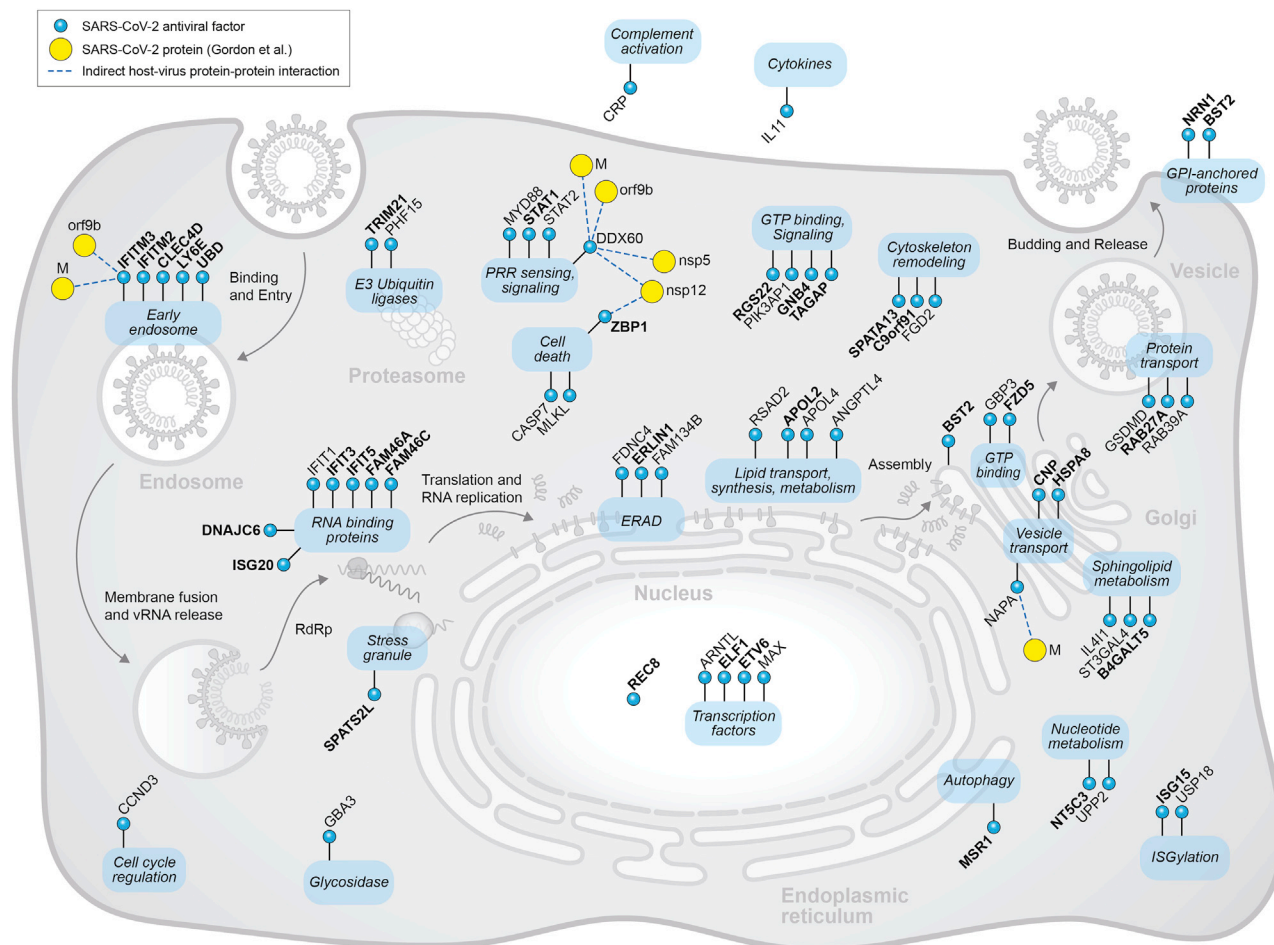 SARS-CoV-2 antiviral factor
SARS-CoV-2 protein (Gordon et al.)
Indirect host-virus protein-protein interaction
Complement
activation
CRP
Cytokines
IL11
NRN1
BST2
GPI-anchored
proteins
Budding and Release
Vesicle
orf9b
M
IFITM3
IFITM2
CLEC4D
LY6E
UBD
Early
endosome
Binding
and Entry
Endosome
TRIM21
PHF15
E3 Ubiquitin
ligases
Proteasome
M
orf9b
MYD88
STAT1
STAT2
DDX60
nsp5
nsp12
PRR sensing,
signaling
ZBP1
Cell
death
CASP7
MLKL
GTP binding,
Signaling
RGS22
PIK3AP1
GNB4
TAGAP
Cytoskeleton
remodeling
SPATA13
C9orf91
FGD2
Protein
transport
GSDMD
RAB27A
RAB39A
IFIT1
IFIT3
IFIT5
FAM46A
FAM46C
DNAJC6
ISG20
RNA binding
proteins
Translation and
RNA replication
FDNC4
ERLIN1
FAM134B
ERAD
RSAD2
APOL2
APOL4
ANGPTL4
Lipid transport,
synthesis, metabolism
Assembly
BST2
GBP3
FZD5
GTP
binding
CNP
HSPA8
Vesicle
transport
Golgi
NAPA
M
Sphingolipid
metabolism
IL4I1
ST3GAL4
B4GALT5
Membrane fusion
and vRNA release
RdRp
Stress
granule
SPATS2L
Nucleus
REC8
ARNTL
ELF1
ETV6
MAX
Transcription
factors
Autophagy
MSR1
Nucleotide
metabolism
NT5C3
UPP2
ISG15
USP18
ISGylation
CCND3
Cell cycle
regulation
GBA3
Glycosidase
Endoplasmic
reticulum